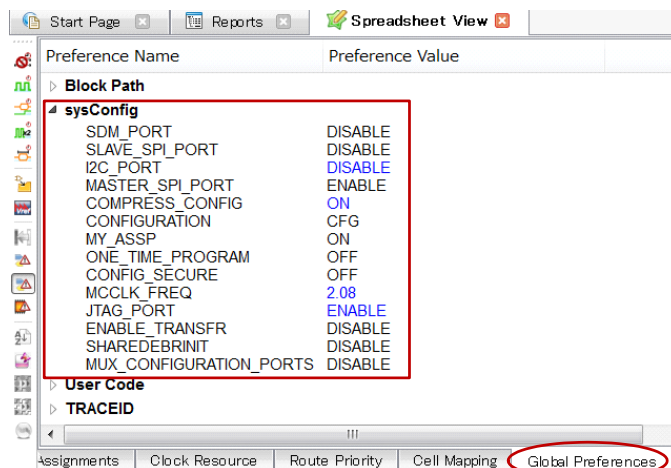 Start Page Reports Spreadsheet View
Preference Name Preference Value
Block Path
sysConfig
SDM_PORT DISABLE
SLAVE_SPI_PORT DISABLE
I2C_PORT DISABLE
MASTER_SPI_PORT ENABLE
COMPRESS_CONFIG ON
CONFIGURATION CFG
MY_ASSP ON
ONE_TIME_PROGRAM OFF
CONFIG_SECURE OFF
MCCLK_FREQ 2.08
JTAG_PORT ENABLE
ENABLE_TRANSFR DISABLE
SHAREDEBRINIT DISABLE
MUX_CONFIGURATION_PORTS DISABLE
User Code
TRACEID
Assignments Clock Resource Route Priority Cell Mapping Global Preferences